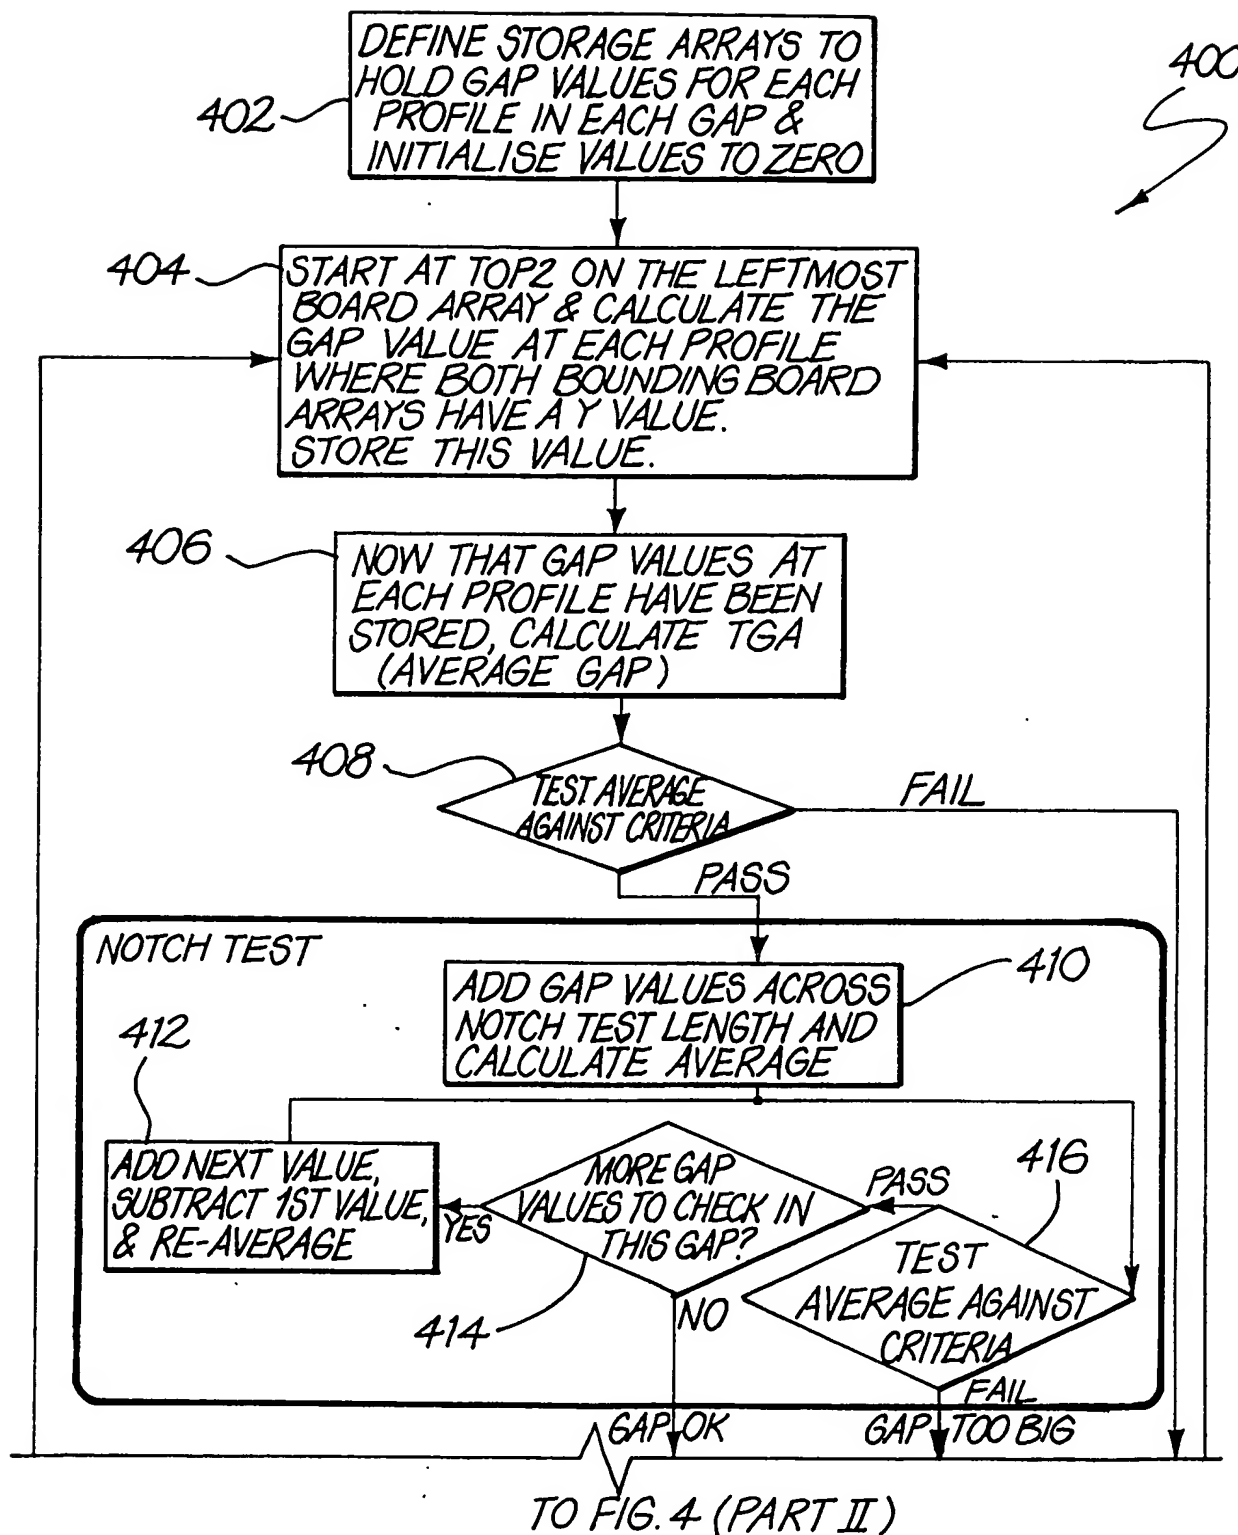 DEFINE STORAGE ARRAYS TO
HOLD GAP VALUES FOR EACH
PROFILE IN EACH GAP &
INITIALISE VALUES TO ZERO
402
400
404
START AT TOP2 ON THE LEFTMOST
BOARD ARRAY & CALCULATE THE
GAP VALUE AT EACH PROFILE
WHERE BOTH BOUNDING BOARD
ARRAYS HAVE A Y VALUE.
STORE THIS VALUE.
406
NOW THAT GAP VALUES AT
EACH PROFILE HAVE BEEN
STORED, CALCULATE TGA
(AVERAGE GAP)
408
TEST AVERAGE
AGAINST CRITERIA
FAIL
PASS
NOTCH TEST
410
ADD GAP VALUES ACROSS
NOTCH TEST LENGTH AND
CALCULATE AVERAGE
412
ADD NEXT VALUE,
SUBTRACT 1ST VALUE,
& RE-AVERAGE
YES
MORE GAP
VALUES TO CHECK IN
THIS GAP?
414
NO
PASS
416
TEST
AVERAGE AGAINST
CRITERIA
FAIL
GAP OK
GAP TOO BIG
TO FIG. 4 (PART II)